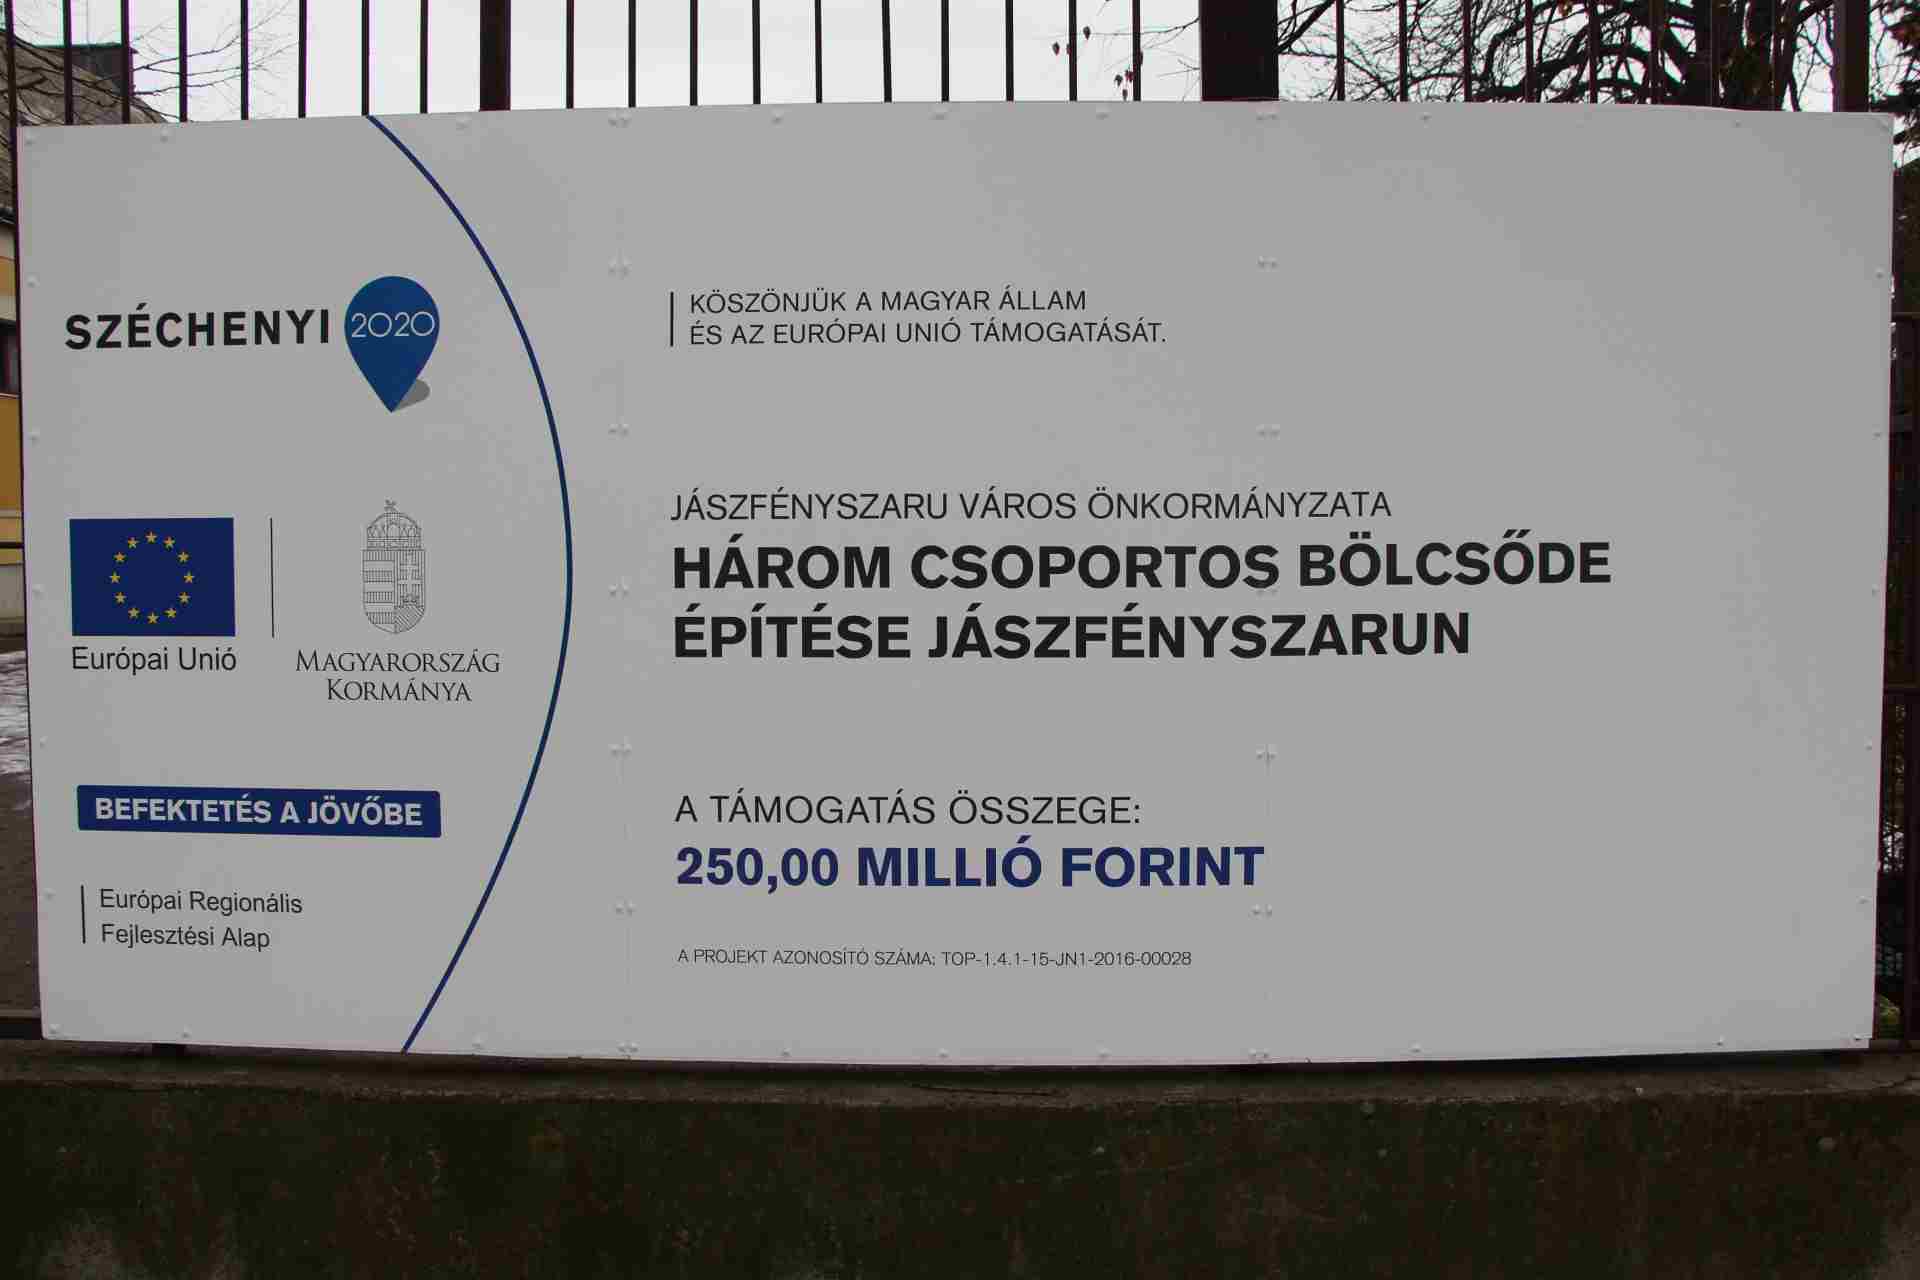 SZÉCHENYI 2020
KÖSZÖNJÜK A MAGYAR ÁLLAM
ÉS AZ EURÓPAI UNIÓ TÁMOGATÁSÁT.
Európai Unió
MAGYARORSZÁG
KORMÁNYA
JÁSZFÉNYSZARU VÁROS ÖNKORMÁNYZATA
HÁROM CSOPORTOS BÖLCSŐDE
ÉPÍTÉSE JÁSZFÉNYSZARUN
BEFEKTETÉS A JÖVŐBE
Európai Regionális
Fejlesztési Alap
A TÁMOGATÁS ÖSSZEGE:
250,00 MILLIÓ FORINT
A PROJEKT AZONOSÍTÓ SZÁMA: TOP-1.4.1-15-JN1-2016-00028